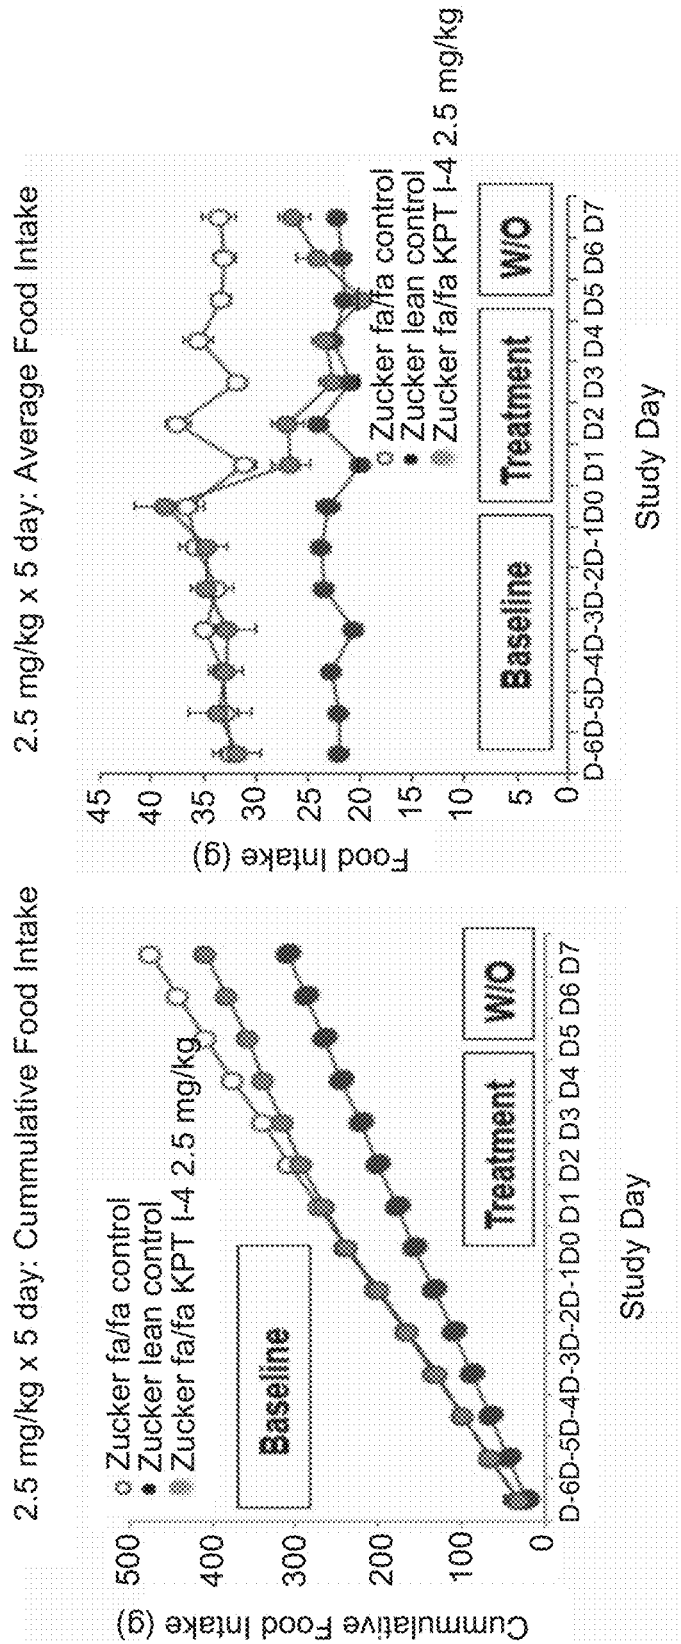 2.5 mg/kg x 5 day: Cummulative Food Intake
Cummulative Food Intake (g)
500
400
300
200
100
0
Zucker fa/fa control
Zucker lean control
Zucker fa/fa KPT I-4 2.5 mg/kg
Baseline
Treatment
W/O
D-6D-5D-4D-3D-2D-1D0 D1 D2 D3 D4 D5 D6 D7
Study Day
2.5 mg/kg x 5 day: Average Food Intake
Food Intake (g)
45
40
35
30
25
20
15
10
5
0
Zucker fa/fa control
Zucker lean control
Zucker fa/fa KPT I-4 2.5 mg/kg
Baseline
Treatment
W/O
D-6D-5D-4D-3D-2D-1D0 D1 D2 D3 D4 D5 D6 D7
Study Day